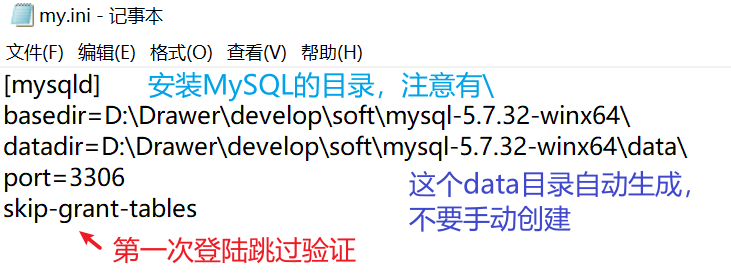 my.ini - 记事本
文件(F) 编辑(E) 格式(O) 查看(V) 帮助(H)
[mysqld] 安装MySQL的目录，注意有\
basedir=D:\Drawer\develop\soft\mysql-5.7.32-winx64\
datadir=D:\Drawer\develop\soft\mysql-5.7.32-winx64\data\
port=3306
这个data目录自动生成，
skip-grant-tables
不要手动创建
第一次登陆跳过验证